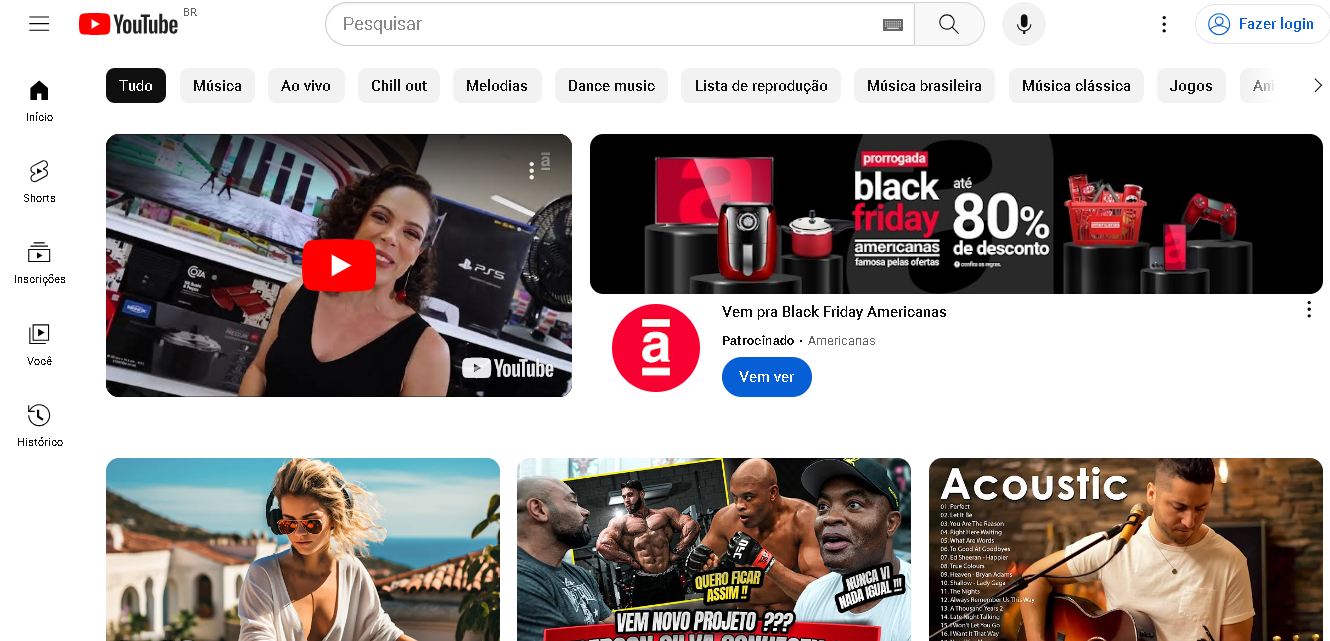 YouTube BR
Pesquisar
Fazer login
Tudo
Música
Ao vivo
Chill out
Melodias
Dance music
Lista de reprodução
Música brasileira
Música clássica
Jogos
Ani
Início
Shorts
Inscrições
Você
Histórico
PS5
YouTube
prorrogada
black
friday
americanas
famosa pelas ofertas
até
80%
de desconto
confira as regras.
a
Vem pra Black Friday Americanas
Patrocinado · Americanas
Vem ver
UFC
QUERO FICAR
ASSIM !!
NUNCA VI
NADA IGUAL !!
VEM NOVO PROJETO ???
Acoustic
01. Perfect
02. Let It Be
03. You Are The Reason
04. Right Here Waiting
05. What Are Words
06. To Good At Goodbyes
07. Ed Sheeran - Happier
08. True Colours
09. Heaven - Bryan Adams
10. Shallow - Lady Gaga
11. The Nights
12. Always Remember Us This Way
13. A Thousand Years 2
14. Late Night Talking
15. I Won't Let You Go
16. I Want It That Way